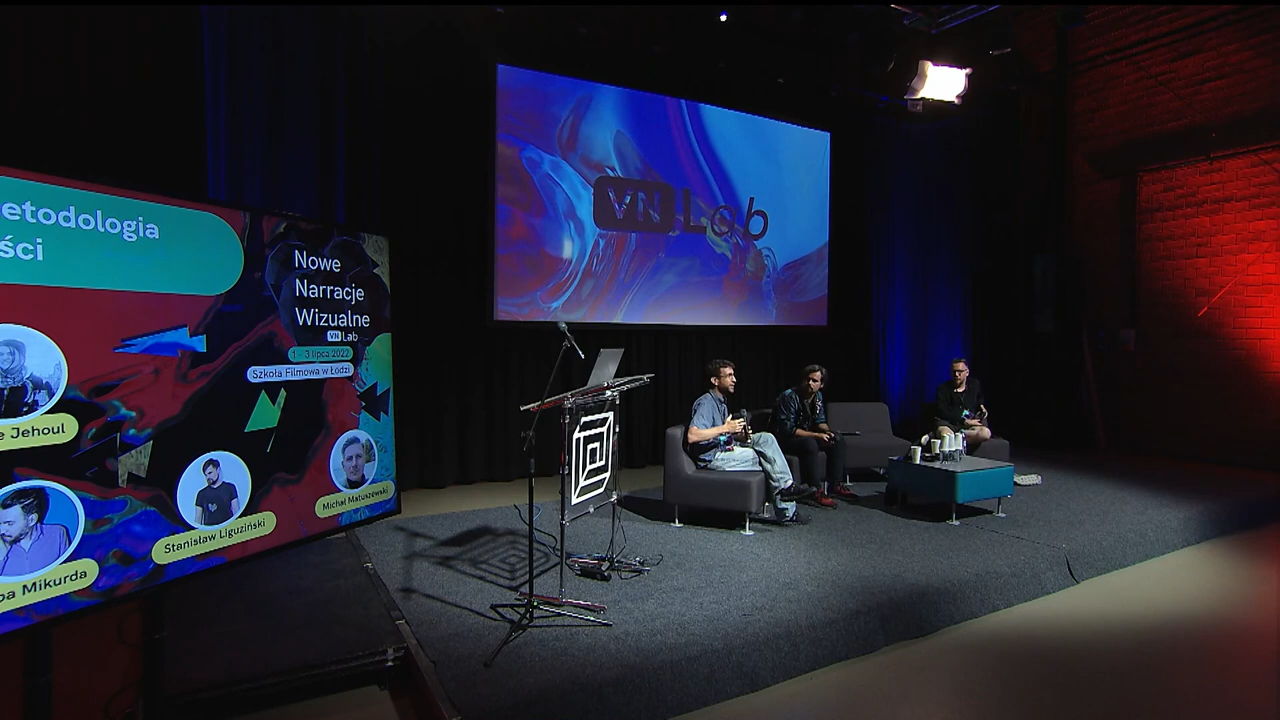 etodologia
ści
Nowe
Narracje
Wizualne
VN Lab
1 - 3 lipca 2022
Szkoła Filmowa w Łodzi
e Jehoul
Michał Matuszewski
Stanisław Liguziński
ba Mikurda
VN Lab